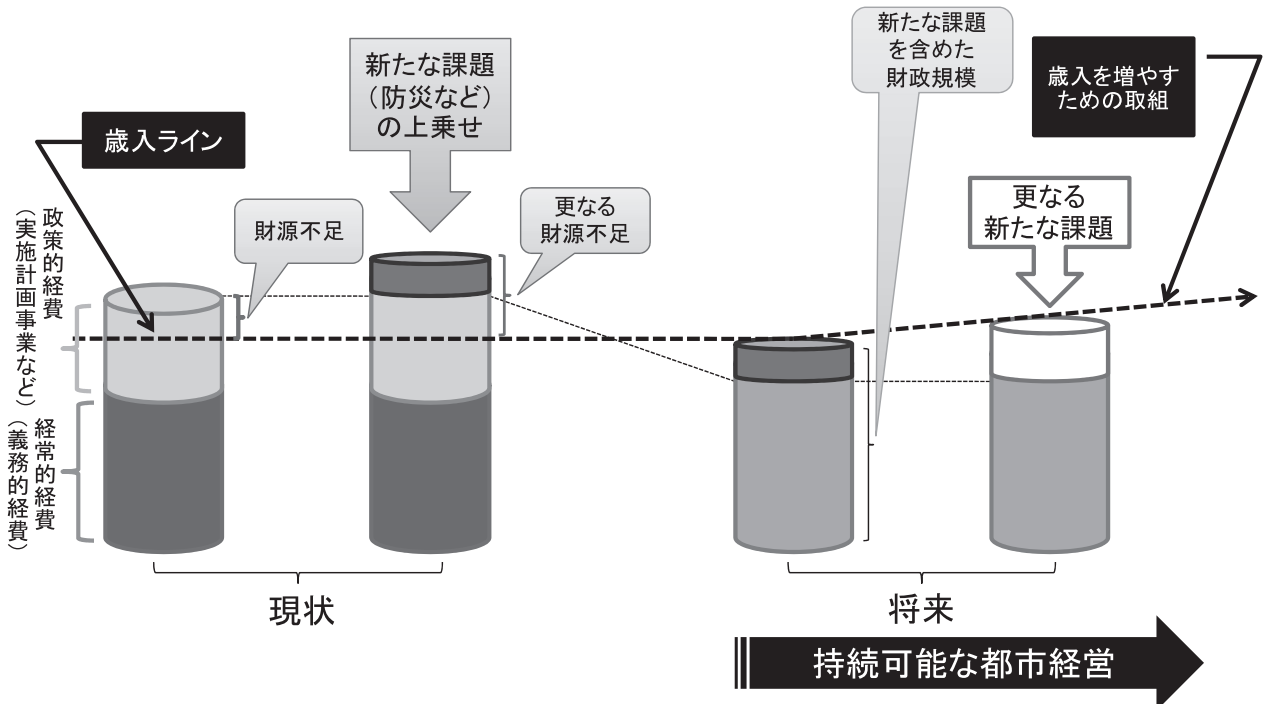 歳入ライン
新たな課題
（防災など）
の上乗せ
新たな課題
を含めた
財政規模
歳入を増やす
ための取組
財源不足
更なる
財源不足
更なる
新たな課題
政策的経費
（実施計画事業など）
経常的経費
（義務的経費）
現状
将来
持続可能な都市経営